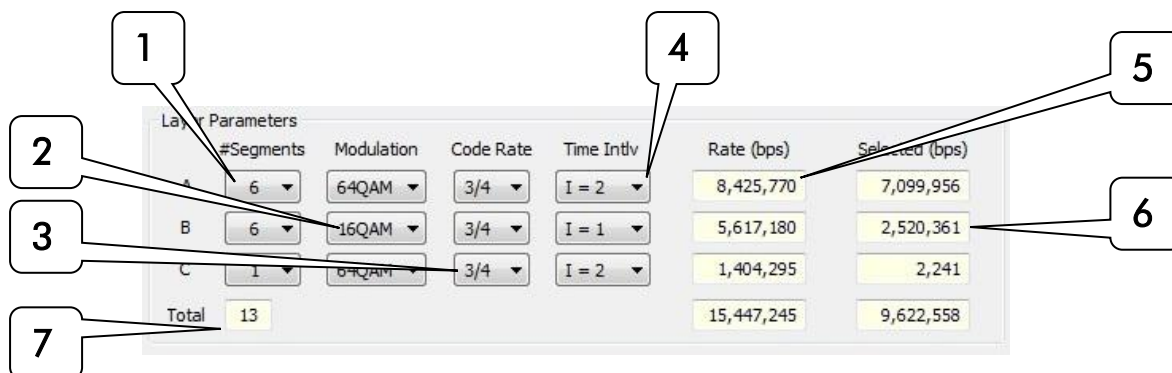 1
4
5
Layer Parameters
#Segments Modulation Code Rate Time Intlv Rate (bps) Selected (bps)
2
A 6 64QAM 3/4 I = 2 8,425,770 7,099,956
B 6 16QAM 3/4 I = 1 5,617,180 2,520,361
6
3
C 1 64QAM 3/4 I = 2 1,404,295 2,241
Total 13 15,447,245 9,622,558
7